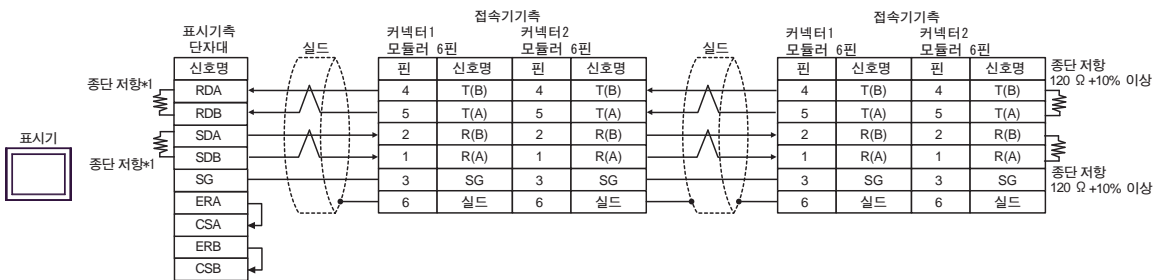 접속기기측
접속기기측
표시기측
단자대
실드
커넥터1
모듈러 6핀
커넥터2
모듈러 6핀
실드
커넥터1
모듈러 6핀
커넥터2
모듈러 6핀
신호명
핀 신호명 핀 신호명
핀 신호명 핀 신호명
종단 저항
120 Ω +10% 이상
종단 저항*1
RDA 4 T(B) 4 T(B) 4 T(B) 4 T(B)
RDB 5 T(A) 5 T(A) 5 T(A) 5 T(A)
표시기
SDA 2 R(B) 2 R(B) 2 R(B) 2 R(B)
종단 저항*1
SDB 1 R(A) 1 R(A) 1 R(A) 1 R(A)
SG 3 SG 3 SG 3 SG 3 SG
종단 저항
120 Ω +10% 이상
ERA 6 실드 6 실드 6 실드 6 실드
CSA
ERB
CSB